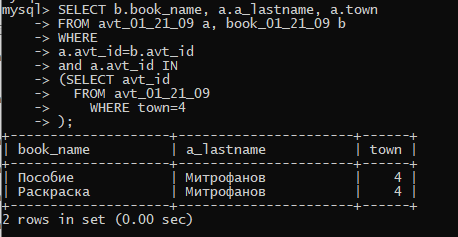 mysql> SELECT b.book_name, a.a_lastname, a.town
    -> FROM avt_01_21_09 a, book_01_21_09 b
    -> WHERE
    -> a.avt_id=b.avt_id
    -> and a.avt_id IN
    -> (SELECT avt_id
    ->   FROM avt_01_21_09
    ->     WHERE town=4
    -> );
+--------------------+--------------------+------+
| book_name          | a_lastname         | town |
+--------------------+--------------------+------+
| Пособие            | Митрофанов         |    4 |
| Раскраска          | Митрофанов         |    4 |
+--------------------+--------------------+------+
2 rows in set (0.00 sec)